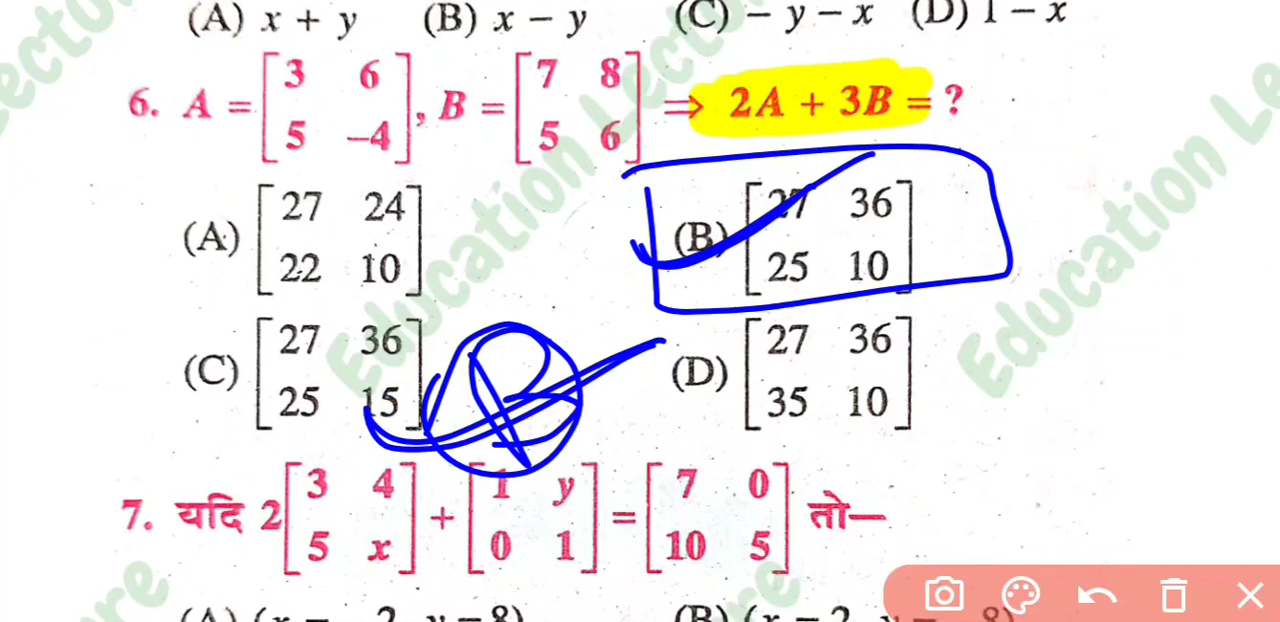 (A) x + y (B) x − y (C) − y − x (D) 1 − x
6. A = [3 6 5 −4], B = [7 8 5 6] ⇒ 2A + 3B = ?
(A) [27 24 22 10] (B) [27 36 25 10]
(C) [27 36 25 15] (D) [27 36 35 10]
7. यदि 2[3 4 5 x] + [1 y 0 1] = [7 0 10 5] तो—
Education Lecture